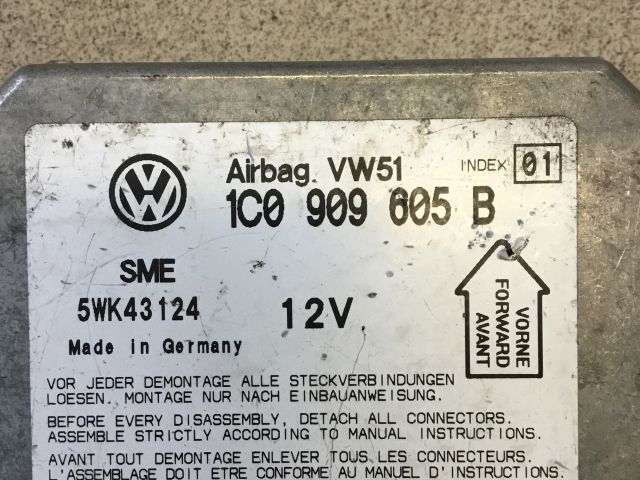 Airbag VW51 INDEX 01
1C0 909 605 B
SME
5WK43124 12V
Made in Germany
VORNE
FORWARD
AVANT
VOR JEDER DEMONTAGE ALLE STECKVERBINDUNGEN
LOESEN. MONTAGE NUR NACH EINBAUANWEISUNG.
BEFORE EVERY DISASSEMBLY, DETACH ALL CONNECTORS.
ASSEMBLE STRICTLY ACCORDING TO MANUAL INSTRUCTIONS.
AVANT TOUT DEMONTAGE ENLEVER TOUS LES CONNECTEURS.
L'ASSEMBLAGE DOIT ETRE CONFORME AU MANUEL D'INSTRUCTIONS.